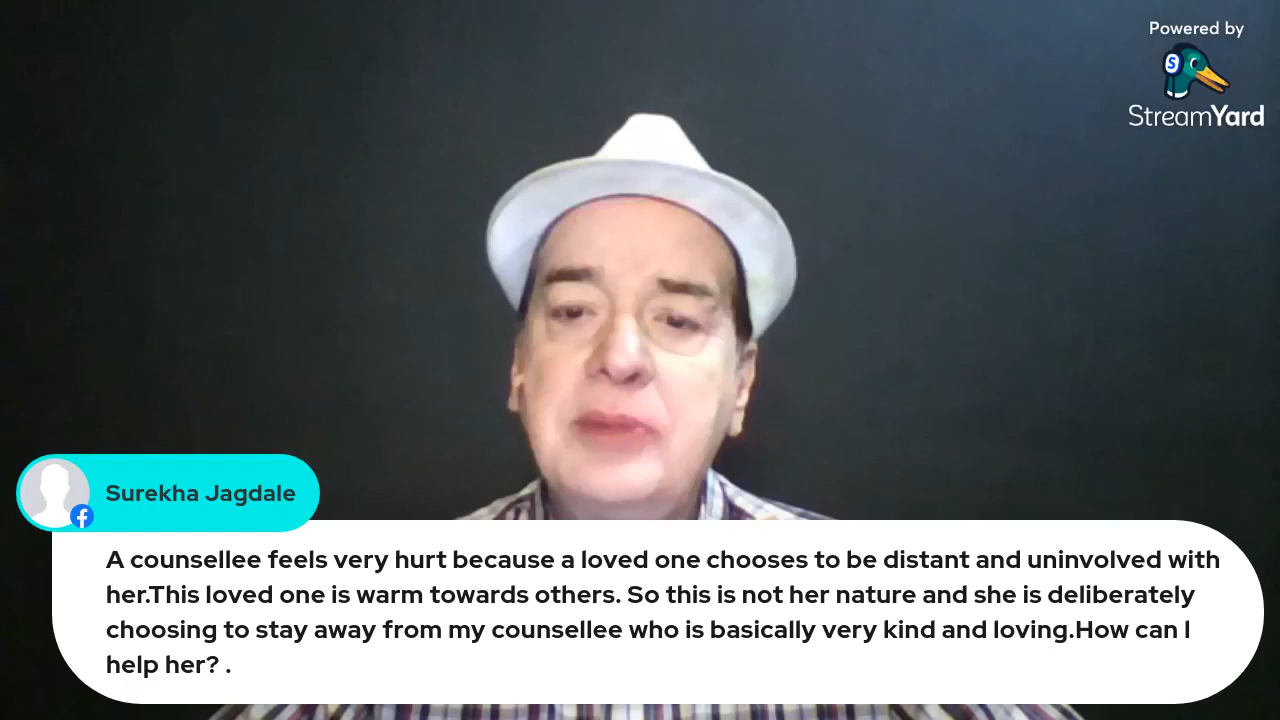 Powered by
StreamYard
Surekha Jagdale
A counsellee feels very hurt because a loved one chooses to be distant and uninvolved with
her.This loved one is warm towards others. So this is not her nature and she is deliberately
choosing to stay away from my counsellee who is basically very kind and loving.How can I
help her? .